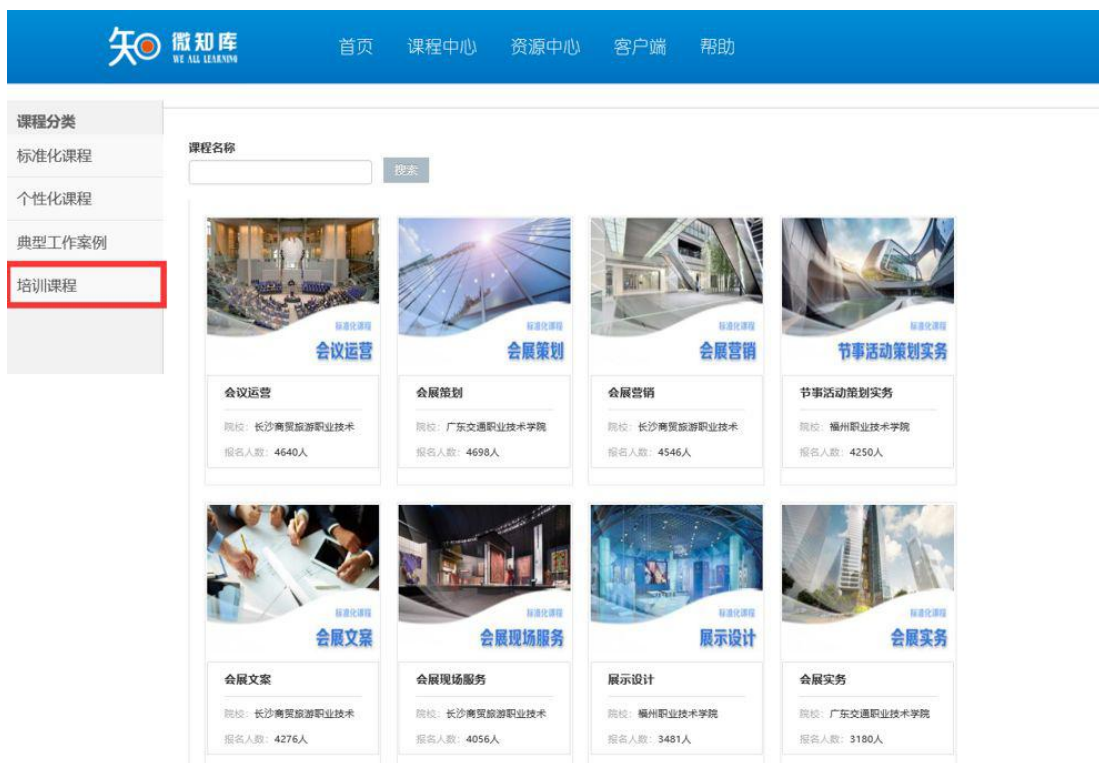 知 微知库 首页 课程中心 资源中心 客户端 帮助
WE ALL LEARNING
课程分类
标准化课程
个性化课程
典型工作案例
培训课程
课程名称
搜索
标准化课程 标准化课程 标准化课程 标准化课程
会议运营 会展策划 会展营销 节事活动策划实务
会议运营 会展策划 会展营销 节事活动策划实务
院校：长沙商贸旅游职业技术 院校：广东交通职业技术学院 院校：长沙商贸旅游职业技术 院校：福州职业技术学院
报名人数：4640人 报名人数：4698人 报名人数：4546人 报名人数：4250人
标准化课程 标准化课程 标准化课程 标准化课程
会展文案 会展现场服务 展示设计 会展实务
会展文案 会展现场服务 展示设计 会展实务
院校：长沙商贸旅游职业技术 院校：长沙商贸旅游职业技术 院校：福州职业技术学院 院校：广东交通职业技术学院
报名人数：4276人 报名人数：4056人 报名人数：3481人 报名人数：3180人